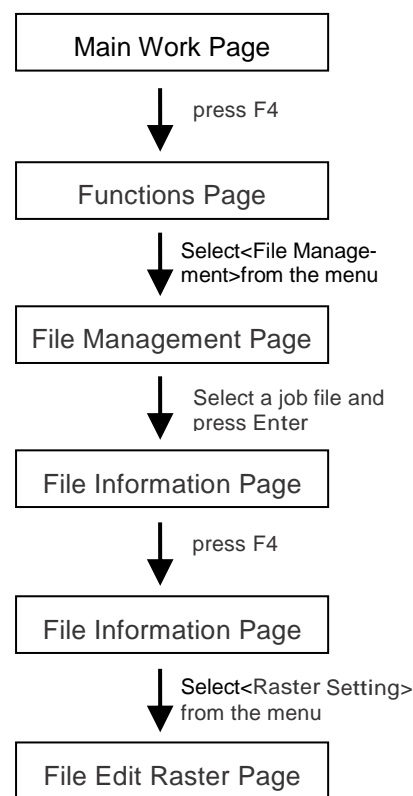 Main Work Page
press F4
Functions Page
Select<File Manage-
ment>from the menu
File Management Page
Select a job file and
press Enter
File Information Page
press F4
File Information Page
Select<Raster Setting>
from the menu
File Edit Raster Page